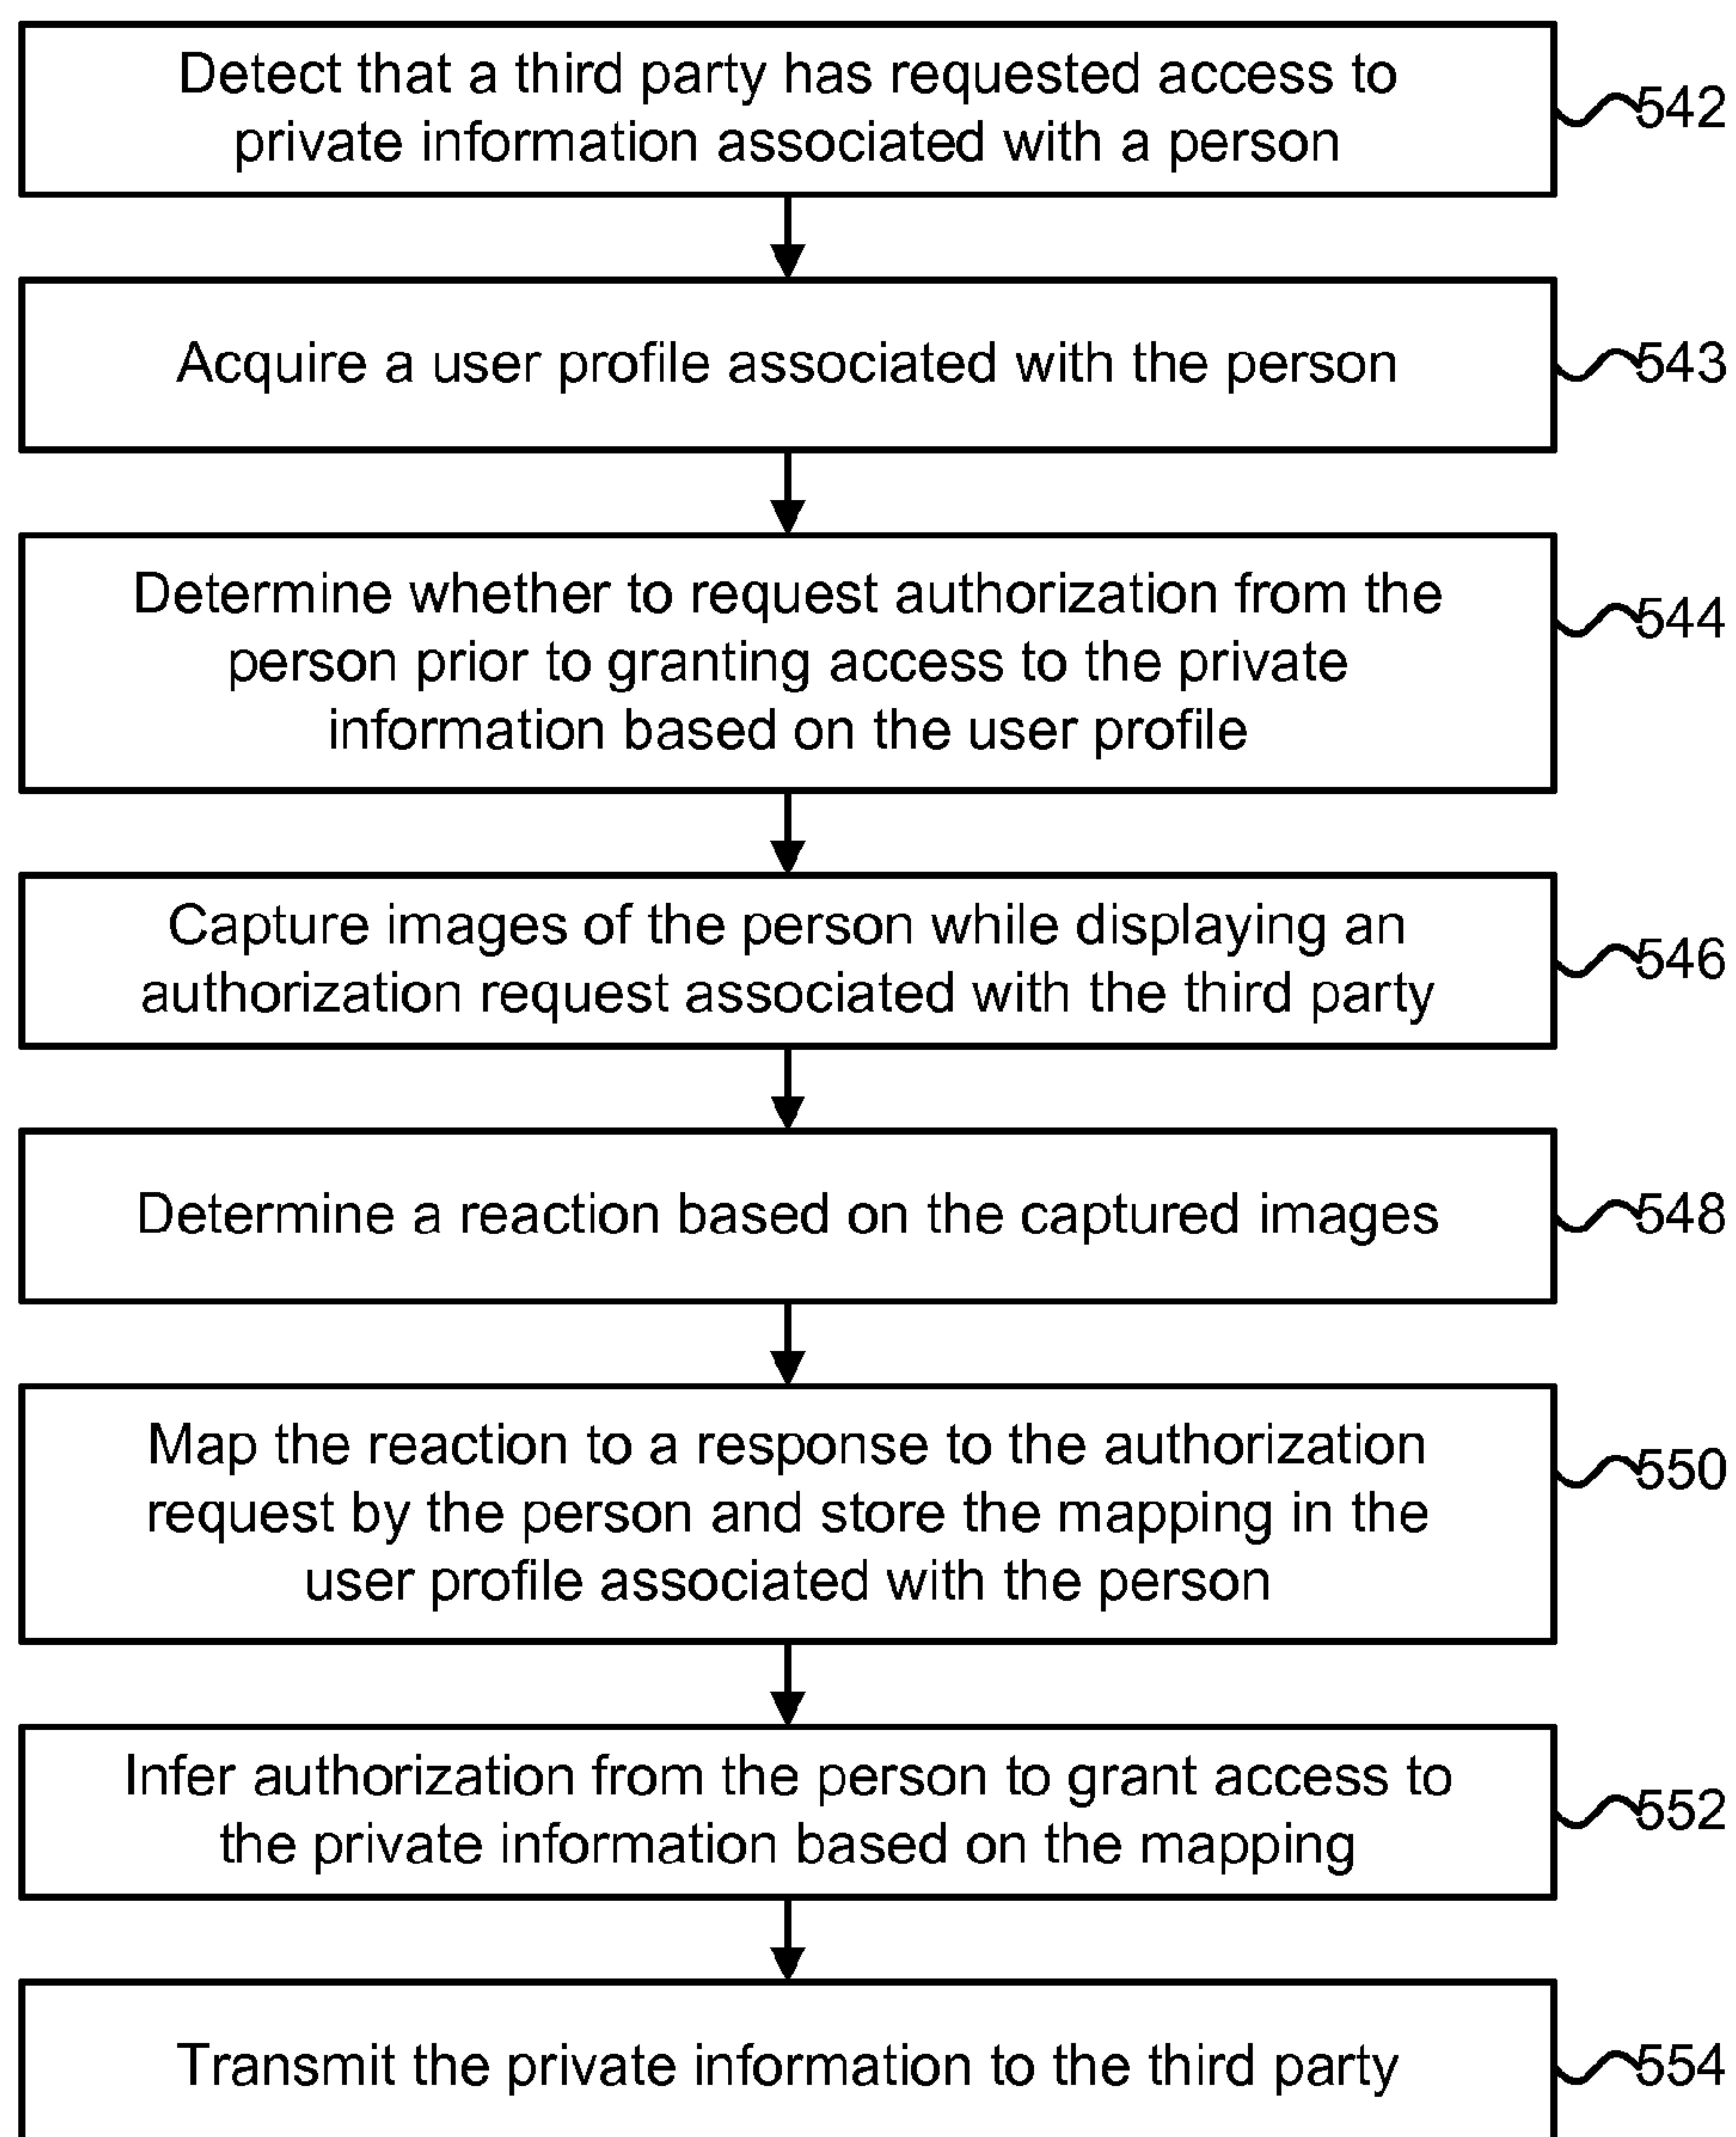 Detect that a third party has requested access to
private information associated with a person
542
Acquire a user profile associated with the person
543
Determine whether to request authorization from the
person prior to granting access to the private
information based on the user profile
544
Capture images of the person while displaying an
authorization request associated with the third party
546
Determine a reaction based on the captured images
548
Map the reaction to a response to the authorization
request by the person and store the mapping in the
user profile associated with the person
550
Infer authorization from the person to grant access to
the private information based on the mapping
552
Transmit the private information to the third party
554